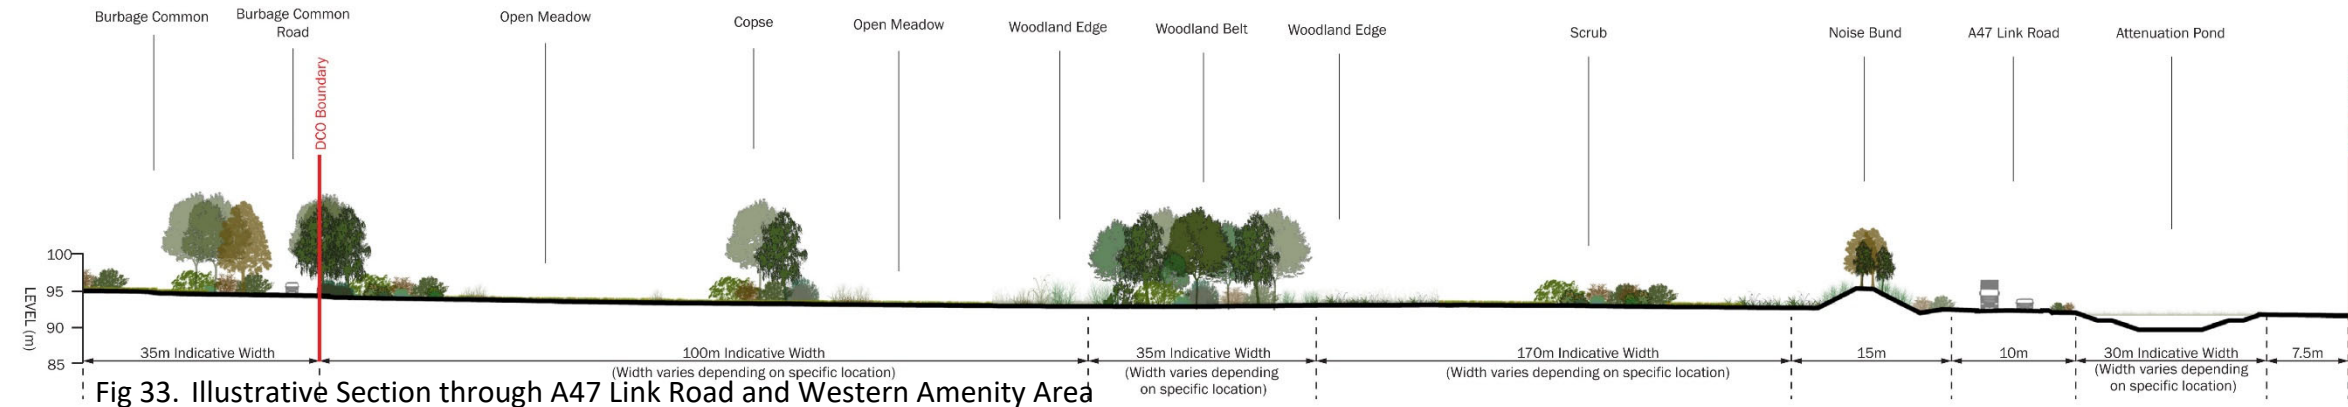 Burbage Common
Burbage Common
Road
Open Meadow
Copse
Open Meadow
Woodland Edge
Woodland Belt
Woodland Edge
Scrub
Noise Bund
A47 Link Road
Attenuation Pond
DCO Boundary
LEVEL (m)
100
95
90
85
35m Indicative Width
100m Indicative Width
(Width varies depending on specific location)
35m Indicative Width
(Width varies depending
on specific location)
170m Indicative Width
(Width varies depending on specific location)
15m
10m
30m Indicative Width
(Width varies depending
on specific location)
7.5m
Fig 33. Illustrative Section through A47 Link Road and Western Amenity Area